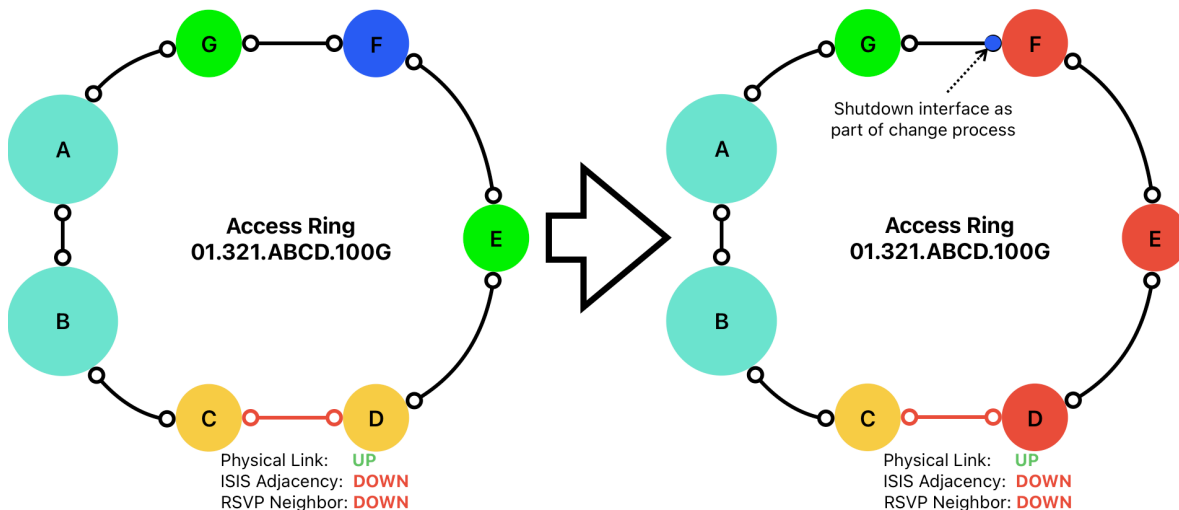 G
F
A
Access Ring
01.321.ABCD.100G
E
B
C
D
Physical Link: UP
ISIS Adjacency: DOWN
RSVP Neighbor: DOWN
G
F
Shutdown interface as
part of change process
A
Access Ring
01.321.ABCD.100G
E
B
C
D
Physical Link: UP
ISIS Adjacency: DOWN
RSVP Neighbor: DOWN